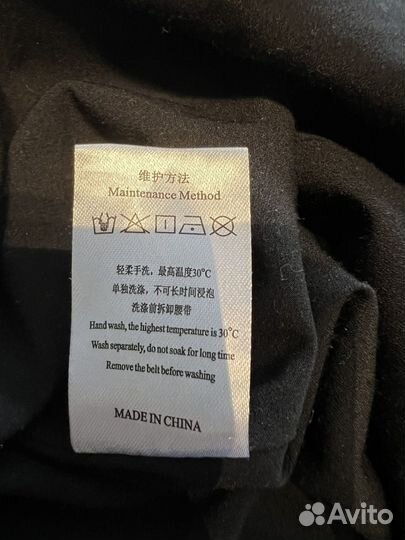 维护方法
Maintenance Method
轻柔手洗，最高温度30°C
单独洗涤，不可长时间浸泡
洗涤前拆卸腰带
Hand wash, the highest temperature is 30°C
Wash separately, do not soak for long time
Remove the belt before washing
MADE IN CHINA
Avito